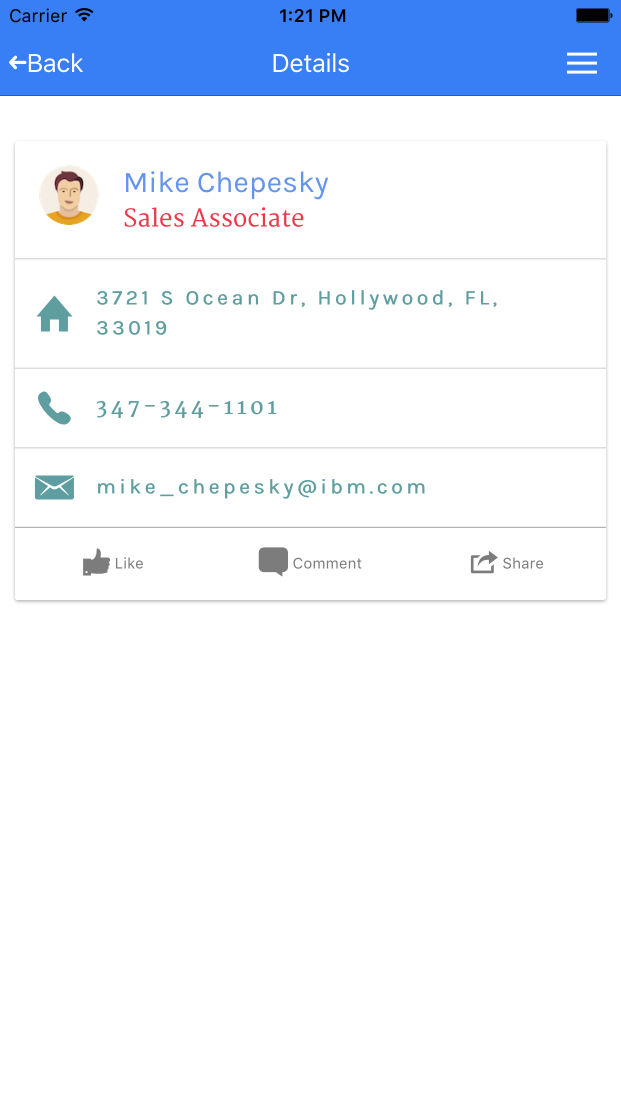 Carrier 1:21 PM
Back Details
Mike Chepesky
Sales Associate
3721 S Ocean Dr, Hollywood, FL,
33019
347-344-1101
mike_chepesky@ibm.com
Like Comment Share